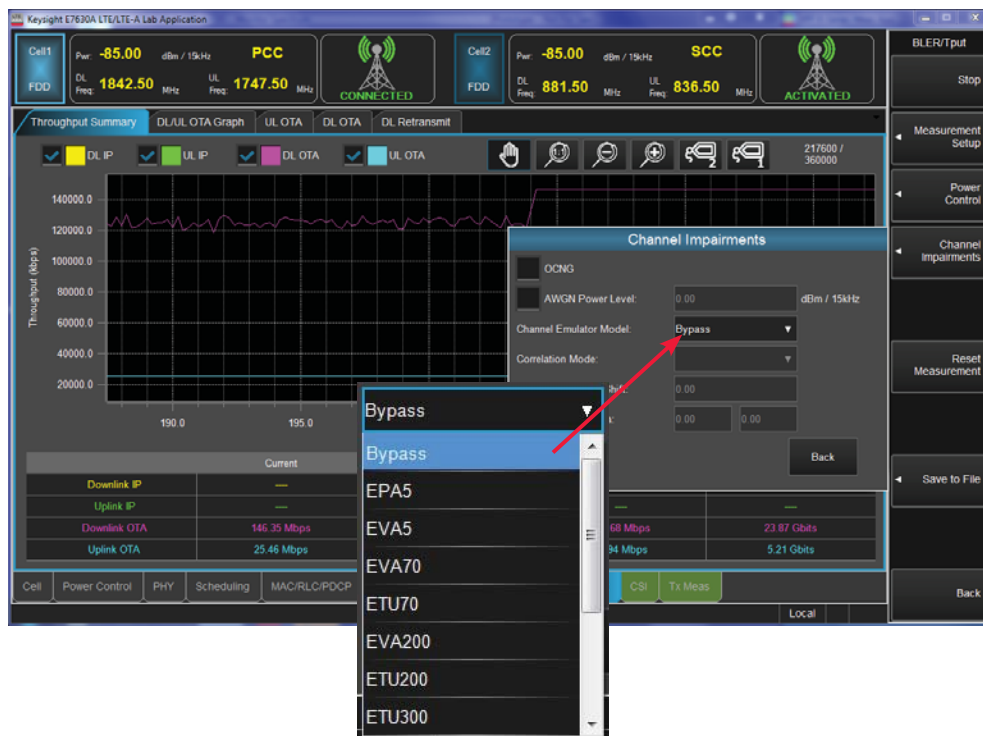 Keysight E7630A LTE/LTE-A Lab Application
Cell1
FDD
Pwr: -85.00 dBm / 15kHz PCC
DL Freq: 1842.50 MHz UL Freq: 1747.50 MHz
CONNECTED
Cell2
FDD
Pwr: -85.00 dBm / 15kHz SCC
DL Freq: 881.50 MHz UL Freq: 836.50 MHz
ACTIVATED
BLER/Tput
Stop
Measurement Setup
Power Control
Channel Impairments
Reset Measurement
Save to File
Back
Throughput Summary DL/UL OTA Graph UL OTA DL OTA DL Retransmit
DL IP UL IP DL OTA UL OTA
1:1
2
1
217600 / 360000
Throughput (kbps)
140000.0
120000.0
100000.0
80000.0
60000.0
40000.0
20000.0
190.0 195.0
Channel Impairments
OCNG
AWGN Power Level: 0.00 dBm / 15kHz
Channel Emulator Model: Bypass
Correlation Mode:
0.00
0.00 0.00
Back
Bypass
Bypass
EPA5
EVA5
EVA70
ETU70
EVA200
ETU200
ETU300
Current
Downlink IP —
Uplink IP — — —
Downlink OTA 146.35 Mbps 68 Mbps 23.87 Gbits
Uplink OTA 25.46 Mbps 94 Mbps 5.21 Gbits
Cell Power Control PHY Scheduling MAC/RLC/PDCP CSI Tx Meas
Local